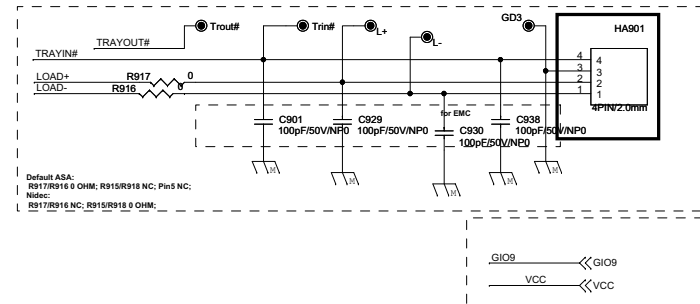 GD3
HA901
Trout#
Trin#
L+
L-
TRAYOUT#
TRAYIN#
4 4
3 3
2 2
1 1
LOAD+ R917 0
LOAD- R916 0
4PIN/2.0mm
for EMC
C901
100pF/50V/NP0
C929
100pF/50V/NP0
C930
100pF/50V/NP0
C938
100pF/50V/NP0
M M M M M
Default ASA:
R917/R916 0 OHM; R915/R918 NC; Pin5 NC;
Nidec:
R917/R916 NC; R915/R918 0 OHM;
GIO9 GIO9
VCC VCC